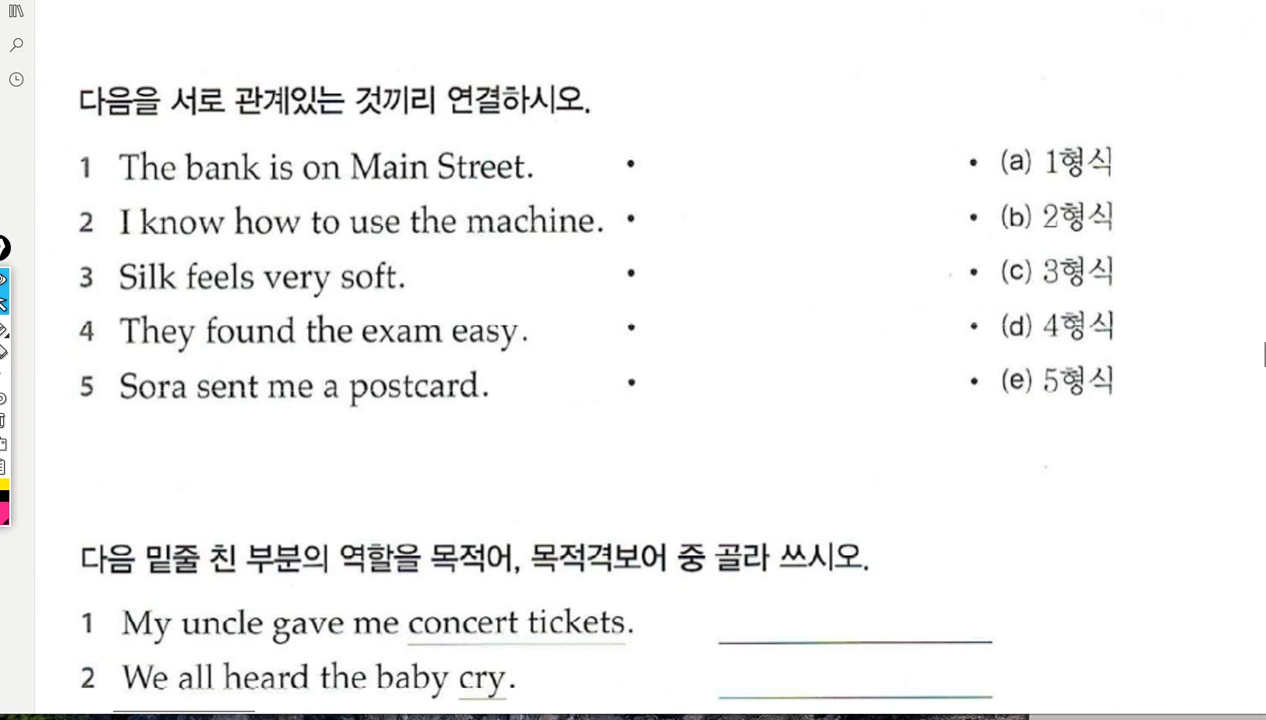 다음을 서로 관계있는 것끼리 연결하시오.
1 The bank is on Main Street. • • (a) 1형식
2 I know how to use the machine. • • (b) 2형식
3 Silk feels very soft. • • (c) 3형식
4 They found the exam easy. • • (d) 4형식
5 Sora sent me a postcard. • • (e) 5형식
다음 밑줄 친 부분의 역할을 목적어, 목적격보어 중 골라 쓰시오.
1 My uncle gave me concert tickets.
2 We all heard the baby cry.